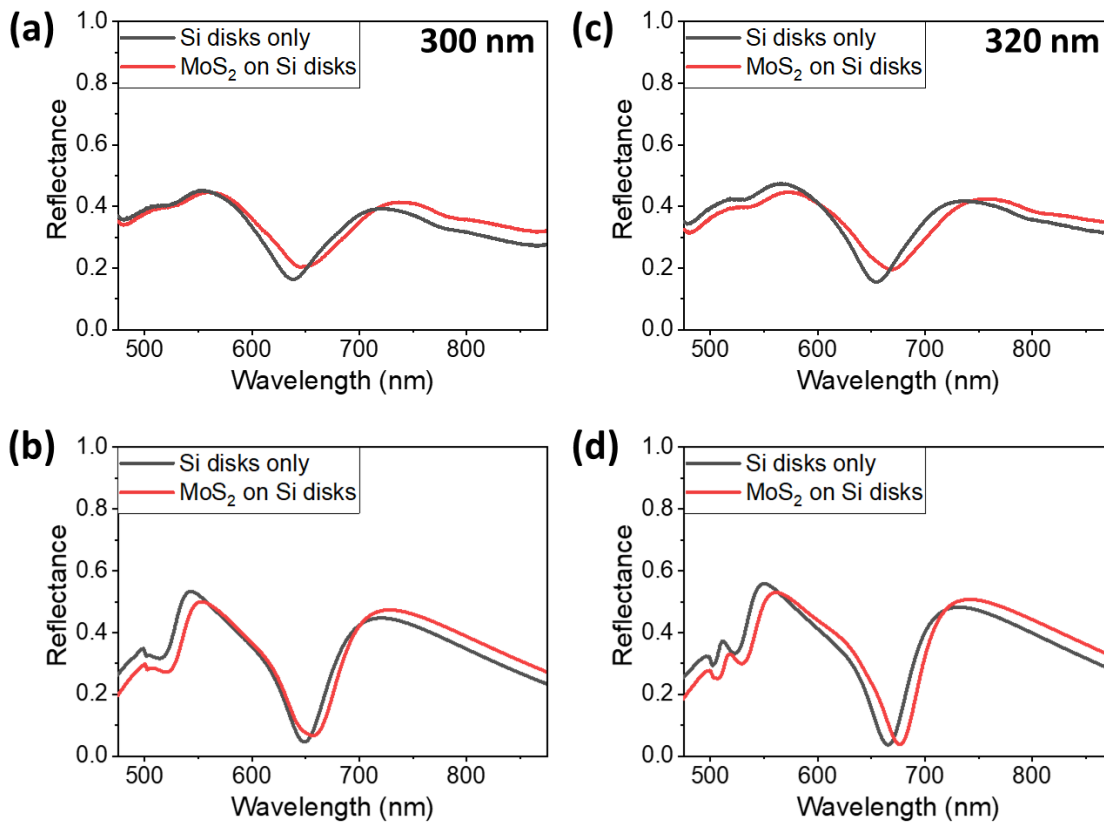 (a)
300 nm
Si disks only
MoS₂ on Si disks
Reflectance
1.0
0.8
0.6
0.4
0.2
0.0
500 600 700 800
Wavelength (nm)
(c)
320 nm
Si disks only
MoS₂ on Si disks
Reflectance
1.0
0.8
0.6
0.4
0.2
0.0
500 600 700 800
Wavelength (nm)
(b)
Si disks only
MoS₂ on Si disks
Reflectance
1.0
0.8
0.6
0.4
0.2
0.0
500 600 700 800
Wavelength (nm)
(d)
Si disks only
MoS₂ on Si disks
Reflectance
1.0
0.8
0.6
0.4
0.2
0.0
500 600 700 800
Wavelength (nm)